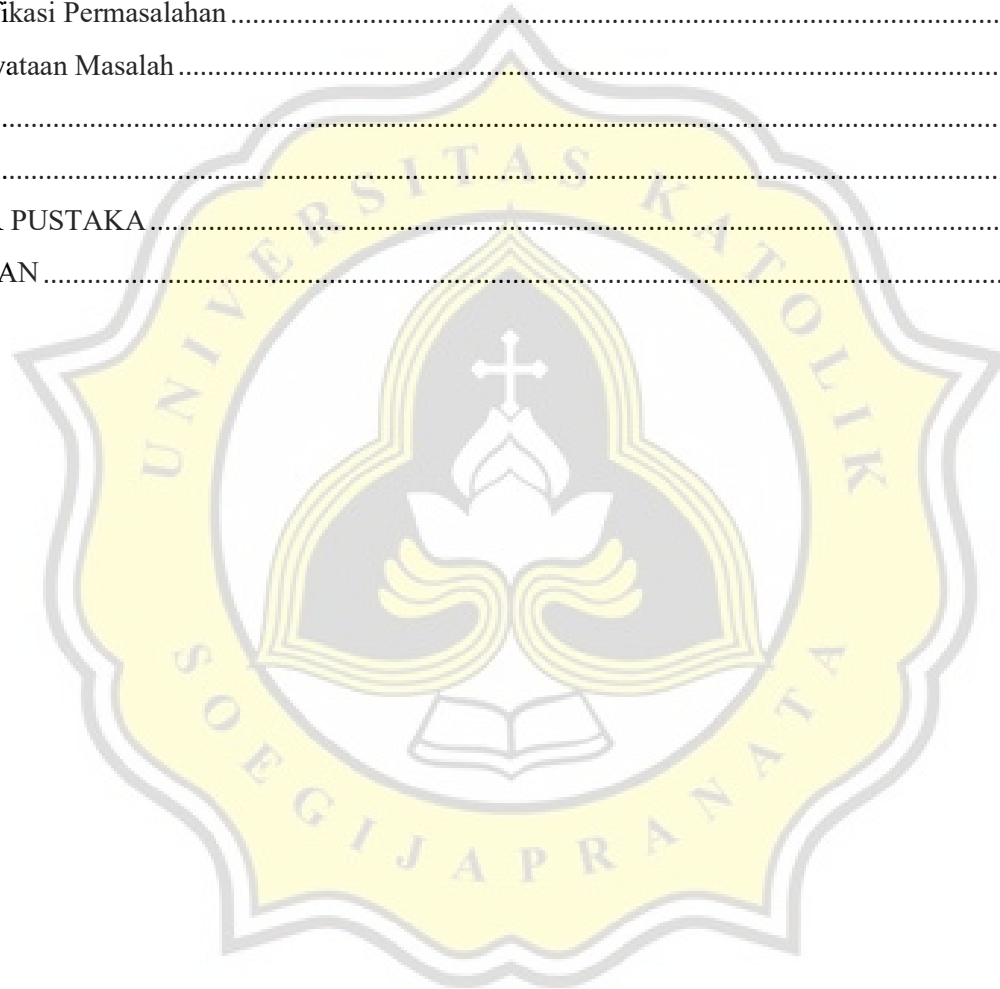 fikasi Permasalahan ........................................................................................................
yataan Masalah ...............................................................................................................
.......................................................................................................................................
.......................................................................................................................................
R PUSTAKA ...................................................................................................................
AN .................................................................................................................................
UNIVERSITAS KATOLIK
SOEGIJAPRANATA